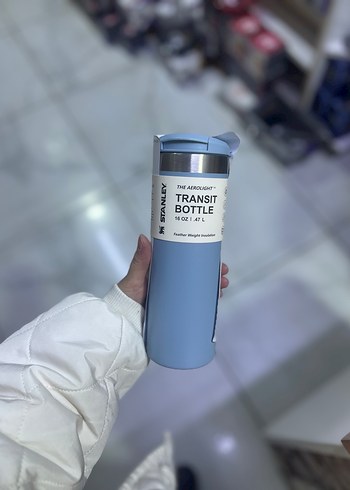 STANLEY
THE AEROLIGHT™
TRANSIT
BOTTLE
16 OZ | .47 L
Feather Weight Insulation